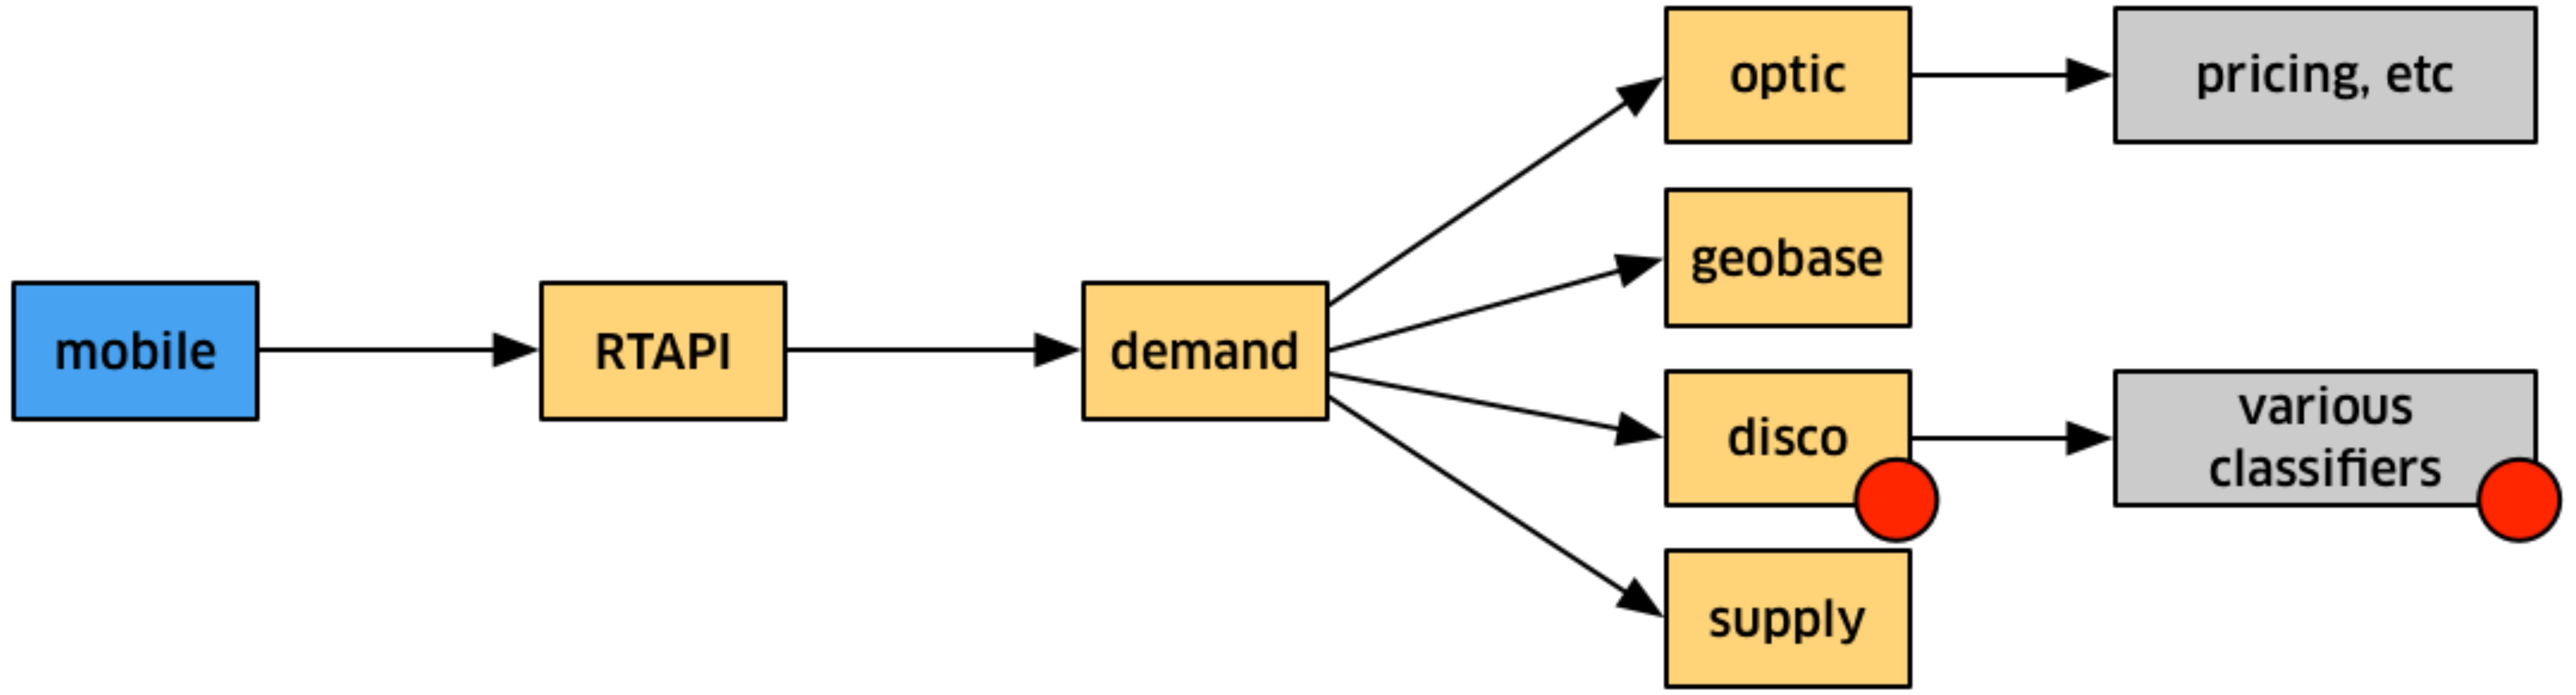 mobile
RTAPI
demand
optic
pricing, etc
geobase
disco
various
classifiers
supply